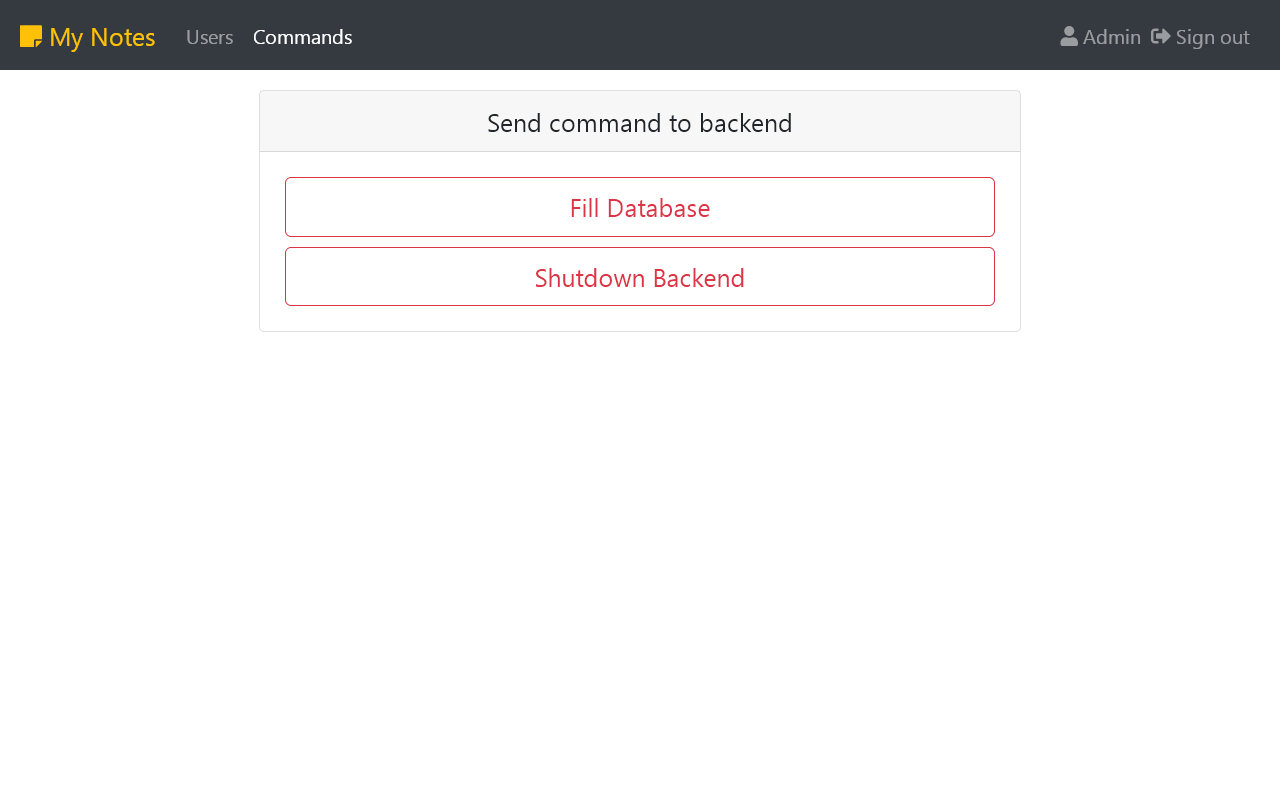 My Notes Users Commands Admin Sign out
Send command to backend
Fill Database
Shutdown Backend